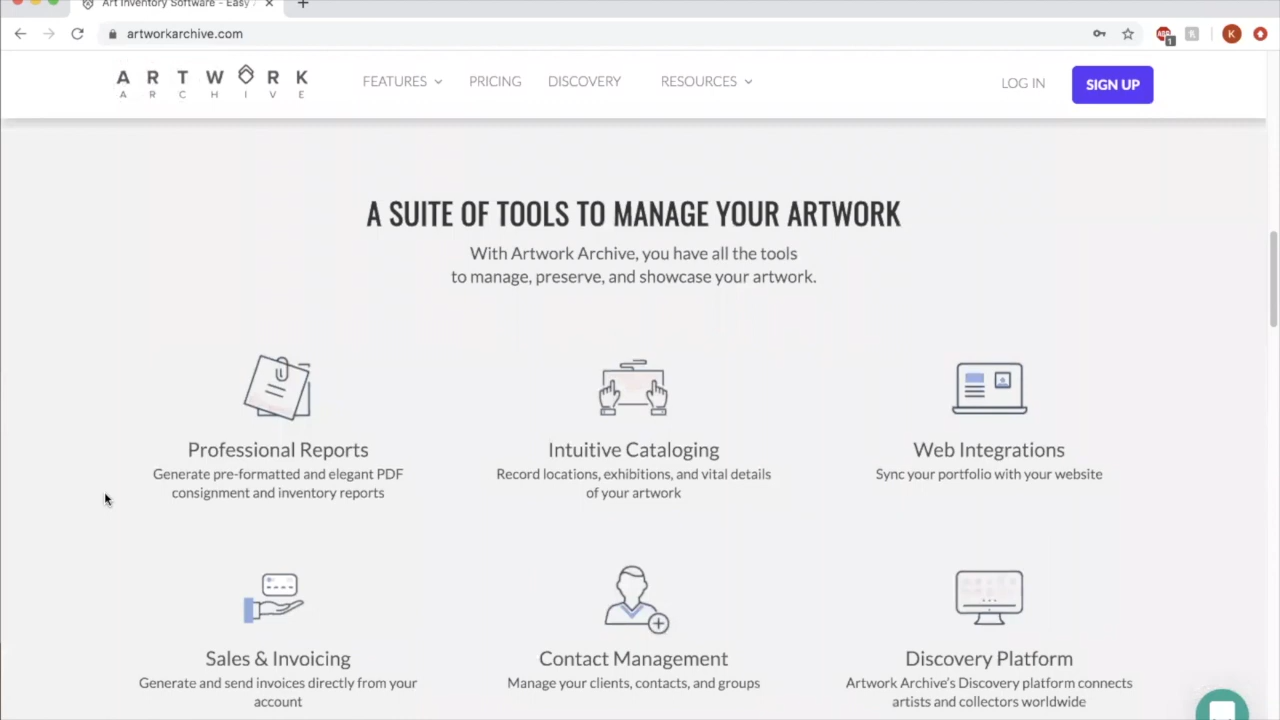 Art Inventory Software - Easy
artworkarchive.com
ABP
1
K
ARTWORK
ARCHIVE
FEATURES
PRICING
DISCOVERY
RESOURCES
LOG IN
SIGN UP
A SUITE OF TOOLS TO MANAGE YOUR ARTWORK
With Artwork Archive, you have all the tools
to manage, preserve, and showcase your artwork.
Professional Reports
Generate pre-formatted and elegant PDF
consignment and inventory reports
Intuitive Cataloging
Record locations, exhibitions, and vital details
of your artwork
Web Integrations
Sync your portfolio with your website
Sales & Invoicing
Generate and send invoices directly from your
account
Contact Management
Manage your clients, contacts, and groups
Discovery Platform
Artwork Archive's Discovery platform connects
artists and collectors worldwide